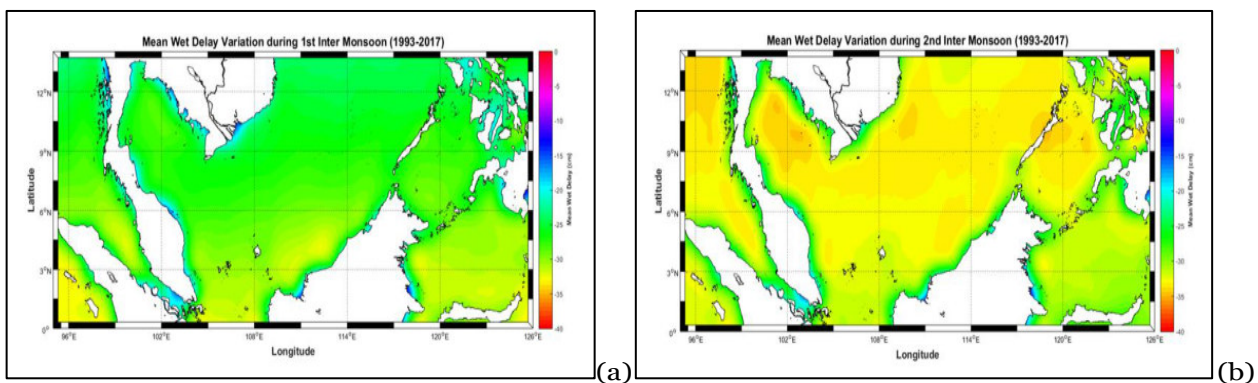 Mean Wet Delay Variation during 1st Inter Monsoon (1993-2017)
12°N
9°N
6°N
3°N
0°
96°E
102°E
108°E
114°E
120°E
126°E
Latitude
Longitude
0
-5
-10
-15
-20
-25
-30
-35
-40
Mean Wet Delay (cm)
(a)
Mean Wet Delay Variation during 2nd Inter Monsoon (1993-2017)
12°N
9°N
6°N
3°N
0°
96°E
102°E
108°E
114°E
120°E
126°E
Latitude
Longitude
0
-5
-10
-15
-20
-25
-30
-35
-40
Mean Wet Delay (cm)
(b)